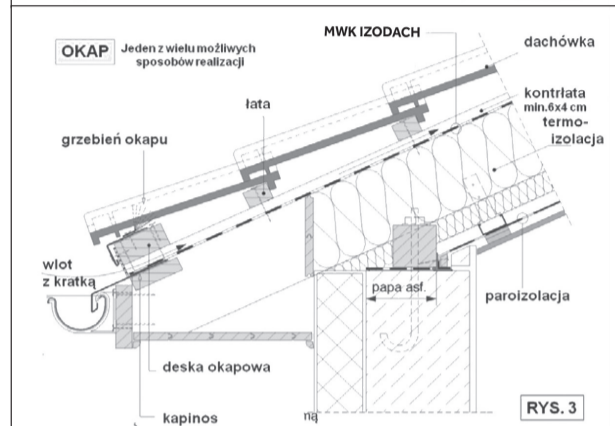 OKAP
Jeden z wielu możliwych
sposobów realizacji
MWK IZODACH
dachówka
kontrłata
min.6x4 cm
termo-
izolacja
łata
grzebień okapu
wlot
z kratką
papa asf.
paroizolacja
deska okapowa
kapinos
ną
RYS. 3